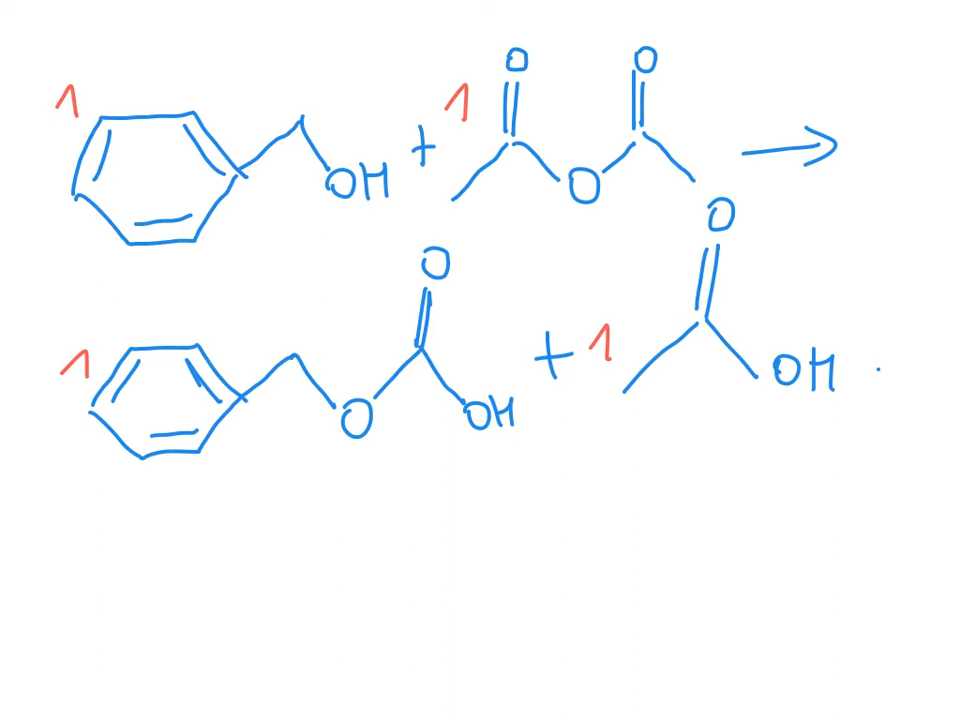 O O
1 1
OH + O →
O
O
1 + 1 OH
O OH